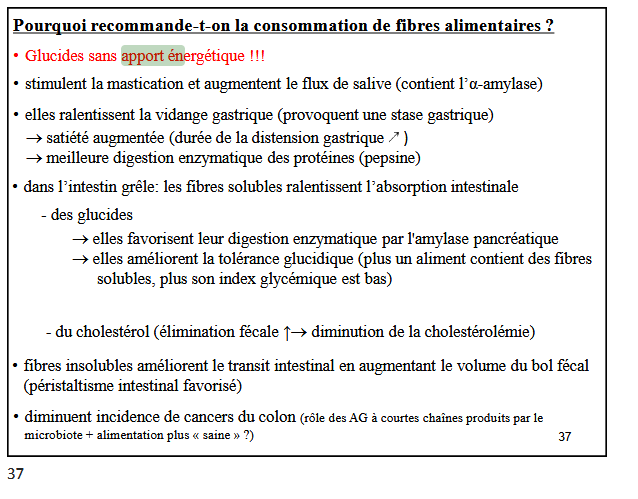 Pourquoi recommande-t-on la consommation de fibres alimentaires ?
• Glucides sans apport énergétique !!!
• stimulent la mastication et augmentent le flux de salive (contient l’α-amylase)
• elles ralentissent la vidange gastrique (provoquent une stase gastrique)
→ satiété augmentée (durée de la distension gastrique ↗ )
→ meilleure digestion enzymatique des protéines (pepsine)
• dans l’intestin grêle: les fibres solubles ralentissent l’absorption intestinale
- des glucides
→ elles favorisent leur digestion enzymatique par l'amylase pancréatique
→ elles améliorent la tolérance glucidique (plus un aliment contient des fibres
solubles, plus son index glycémique est bas)
- du cholestérol (élimination fécale ↑→ diminution de la cholestérolémie)
• fibres insolubles améliorent le transit intestinal en augmentant le volume du bol fécal
(péristaltisme intestinal favorisé)
• diminuent incidence de cancers du colon (rôle des AG à courtes chaînes produits par le
microbiote + alimentation plus « saine » ?)
37
37